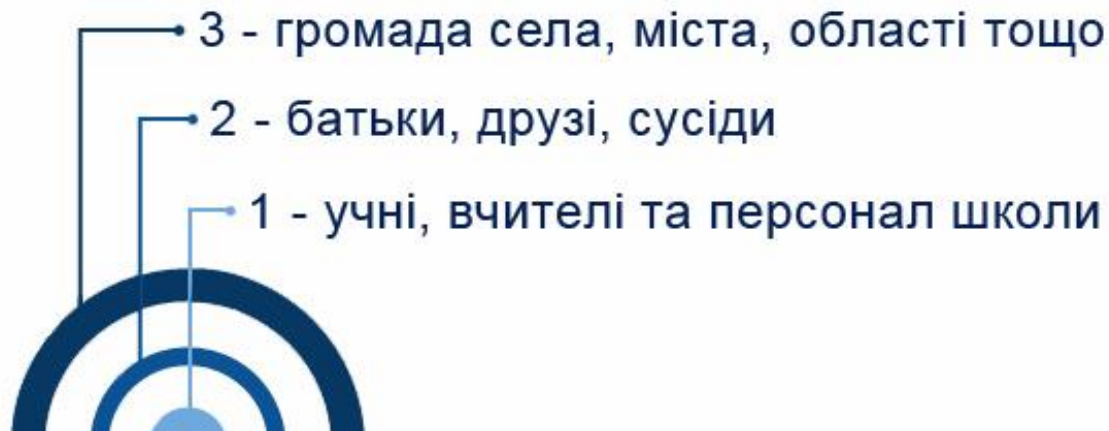 3 - громада села, міста, області тощо
2 - батьки, друзі, сусіди
1 - учні, вчителі та персонал школи